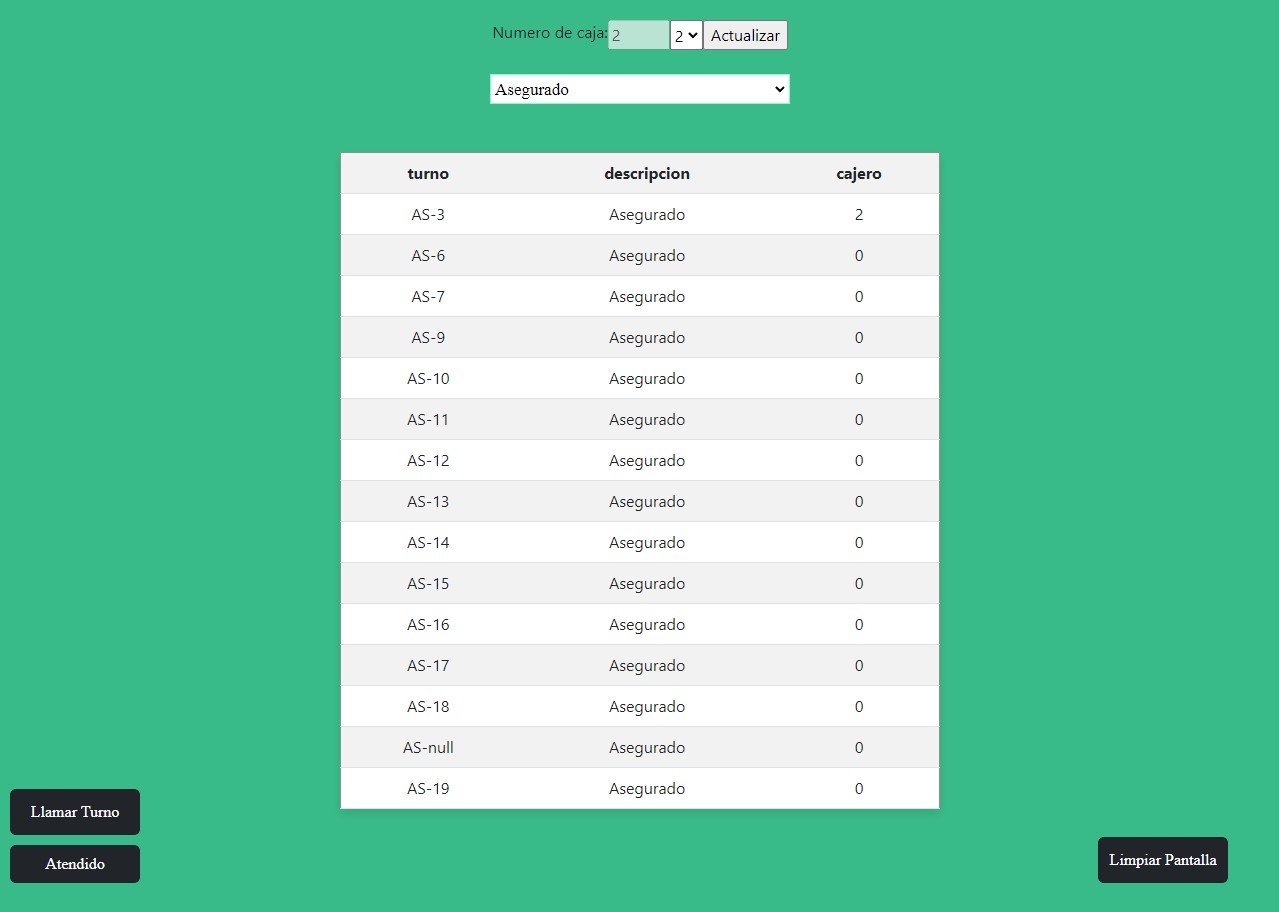 Numero de caja: 2 2 Actualizar
Asegurado
turno descripcion cajero
AS-3 Asegurado 2
AS-6 Asegurado 0
AS-7 Asegurado 0
AS-9 Asegurado 0
AS-10 Asegurado 0
AS-11 Asegurado 0
AS-12 Asegurado 0
AS-13 Asegurado 0
AS-14 Asegurado 0
AS-15 Asegurado 0
AS-16 Asegurado 0
AS-17 Asegurado 0
AS-18 Asegurado 0
AS-null Asegurado 0
AS-19 Asegurado 0
Llamar Turno
Atendido
Limpiar Pantalla